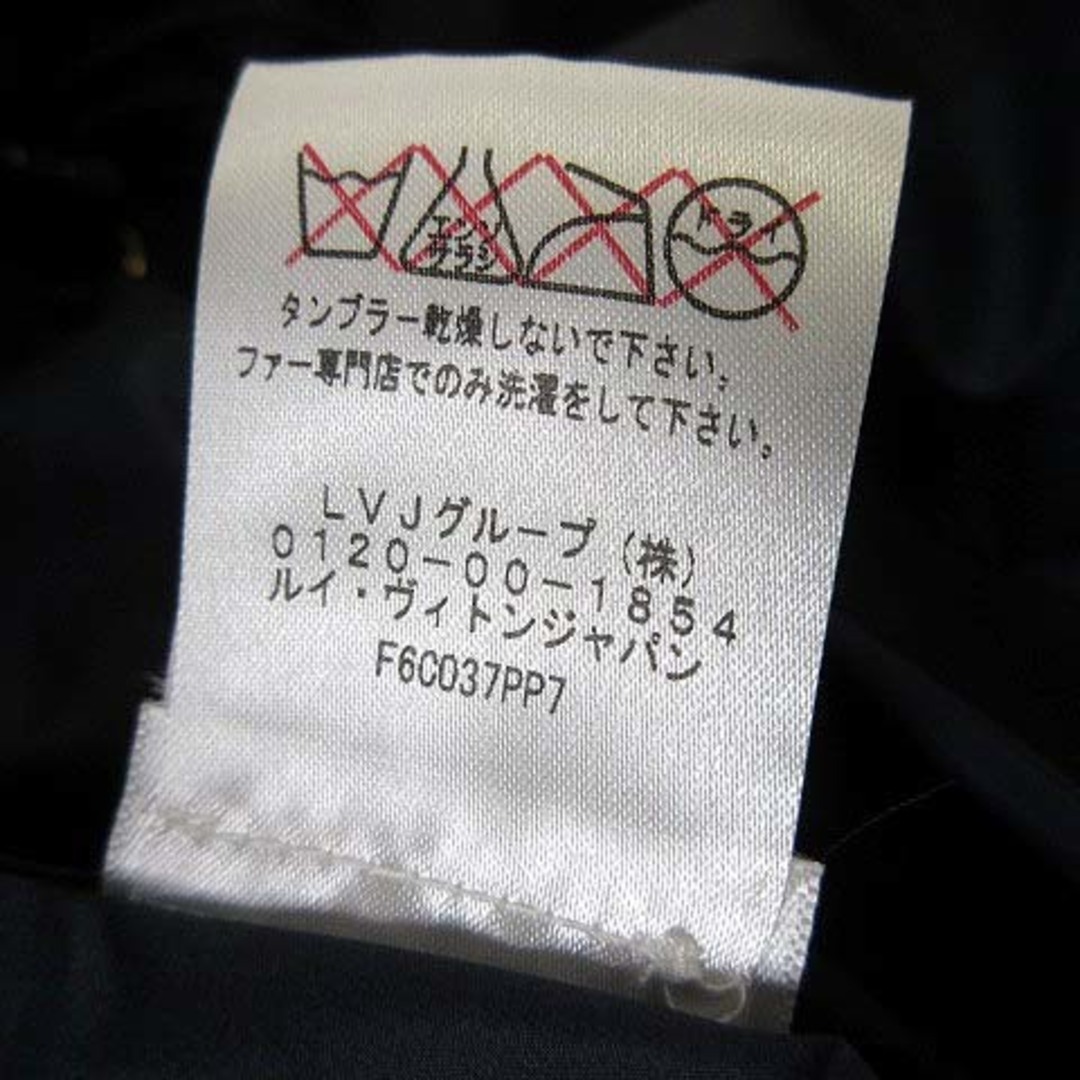 エンソ
サラシ
ドライ
タンブラー乾燥しないで下さい。
ファー専門店でのみ洗濯をして下さい。
LVJグループ(株)
0120-00-1854
ルイ・ヴィトンジャパン
F6C037PP7